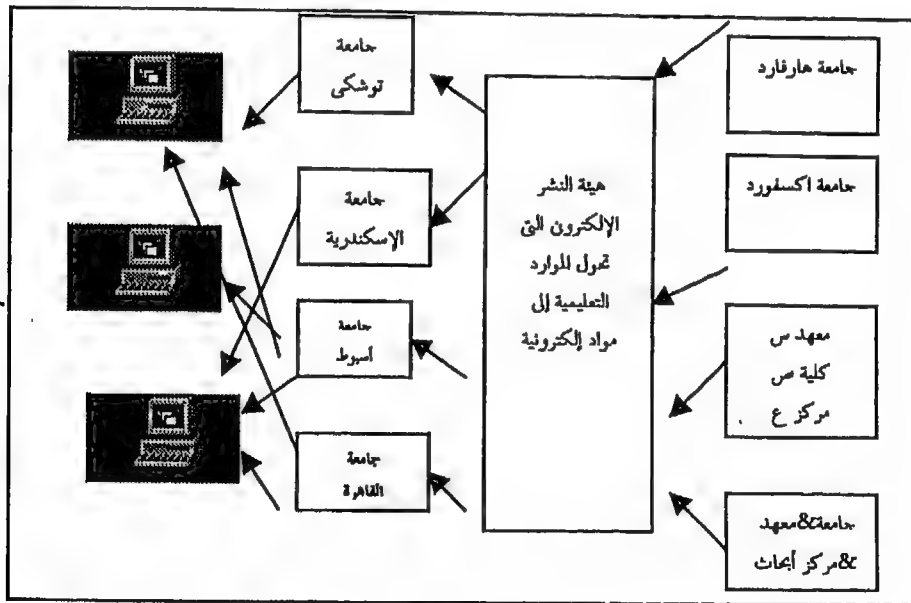 جامعة هارفارد
جامعة اكسفورد
معهد س
كلية ص
مركز ع
جامعة&معهد
&مركز أبحاث
هيئة النشر
الإلكترون التى
تحول الموارد
التعليمية إلى
مواد إلكترونية
جامعة
توشكى
جامعة
الإسكندرية
جامعة
أسيوط
جامعة
القاهرة